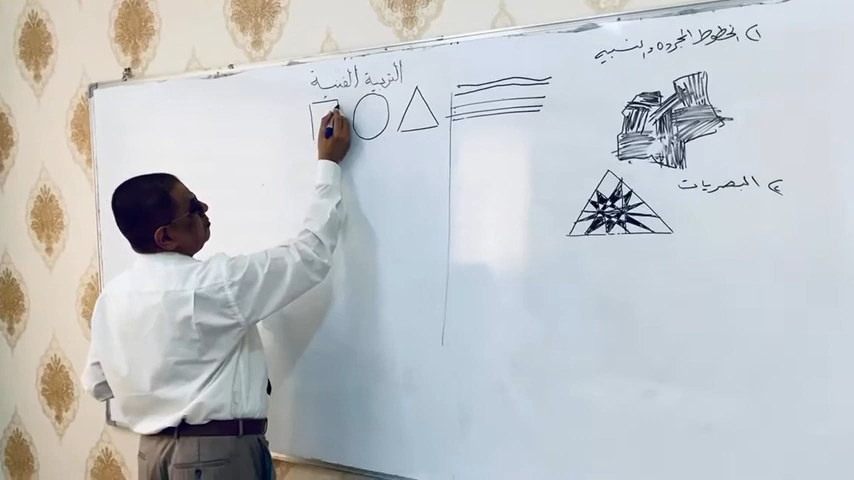 التربية الفنية
١) الخطوط المجردة والنسبية
٢) البصريات